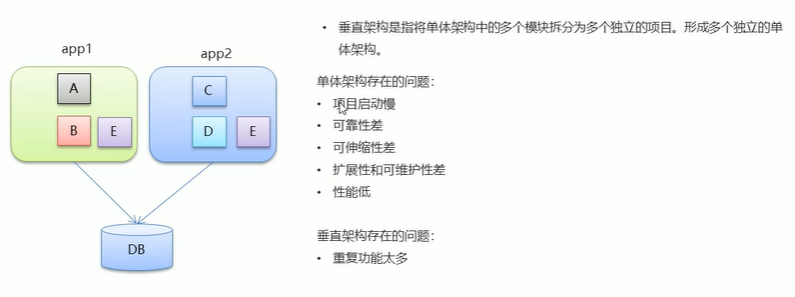 app1
app2
A
B
E
C
D
E
DB
• 垂直架构是指将单体架构中的多个模块拆分为多个独立的项目。形成多个独立的单
体架构。
单体架构存在的问题：
• 项目启动慢
• 可靠性差
• 可伸缩性差
• 扩展性和可维护性差
• 性能低
垂直架构存在的问题：
• 重复功能太多